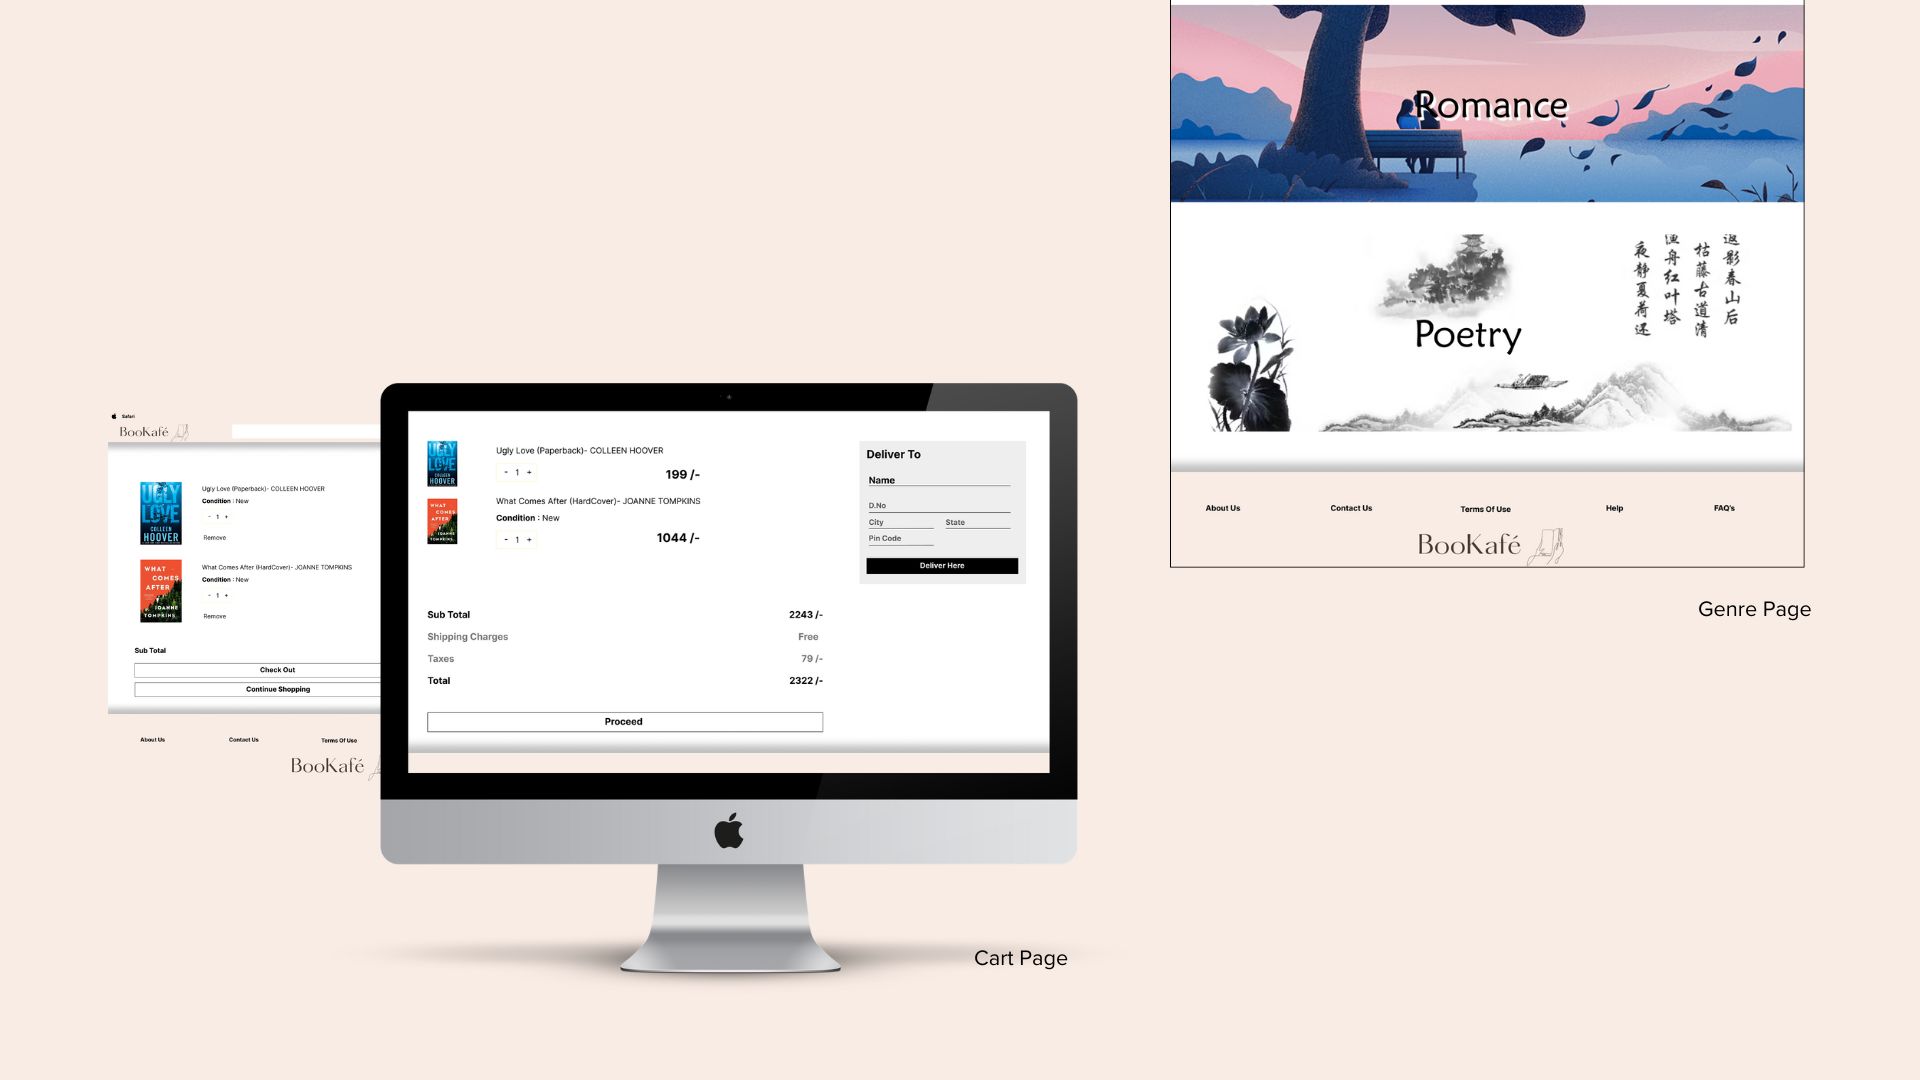 Safari
BooKafé
Ugly Love (Paperback)- COLLEEN HOOVER
Condition : New
- 1 +
Remove
What Comes After (HardCover)- JOANNE TOMPKINS
Condition : New
- 1 +
Remove
UGLY
LOVE
COLLEEN
HOOVER
WHAT
COMES
AFTER
JOANNE
TOMPKINS
Sub Total
Check Out
Continue Shopping
About Us
Contact Us
Terms Of Use
BooKafé
UGLY
LOVE
COLLEEN
HOOVER
Ugly Love (Paperback)- COLLEEN HOOVER
- 1 +
199 /-
WHAT
COMES
AFTER
JOANNE
TOMPKINS
What Comes After (HardCover)- JOANNE TOMPKINS
Condition : New
- 1 +
1044 /-
Deliver To
Name
D.No
City
State
Pin Code
Deliver Here
Sub Total 2243 /-
Shipping Charges Free
Taxes 79 /-
Total 2322 /-
Proceed
Cart Page
Romance
返影春山后
枯藤古道清
渔舟红叶塔
夜静夏荷还
Poetry
About Us
Contact Us
Terms Of Use
Help
FAQ's
BooKafé
Genre Page